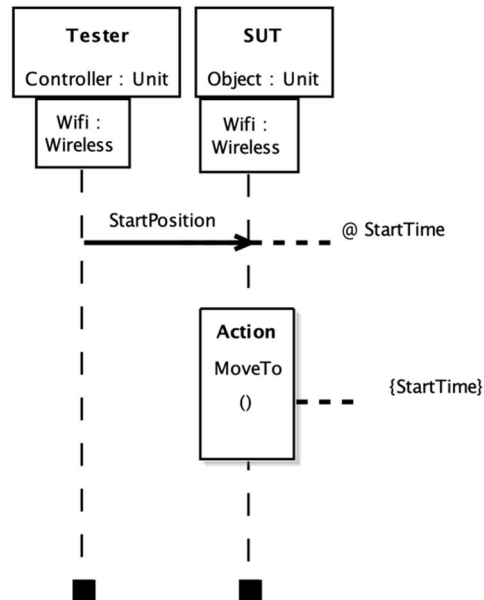 Tester
SUT
Controller : Unit
Object : Unit
Wifi :
Wireless
Wifi :
Wireless
StartPosition
@ StartTime
Action
MoveTo
()
{StartTime}